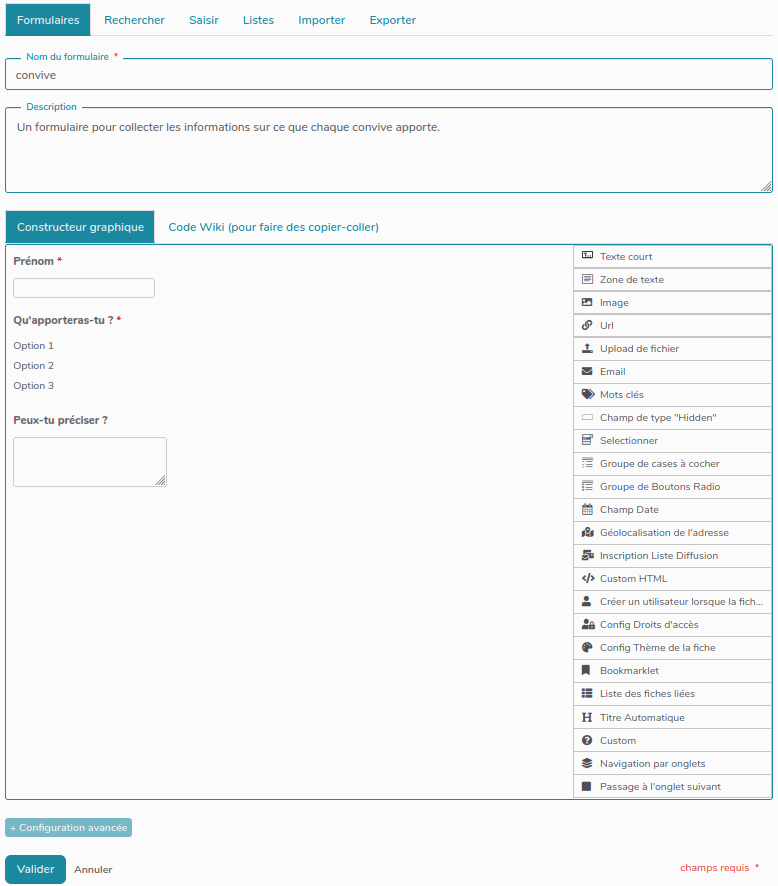 Formulaires Rechercher Saisir Listes Importer Exporter
Nom du formulaire *
convive
Description
Un formulaire pour collecter les informations sur ce que chaque convive apporte.
Constructeur graphique Code Wiki (pour faire des copier-coller)
Prénom *
Qu'apporteras-tu ? *
Option 1
Option 2
Option 3
Peux-tu préciser ?
Texte court
Zone de texte
Image
Url
Upload de fichier
Email
Mots clés
Champ de type "Hidden"
Selectionner
Groupe de cases à cocher
Groupe de Boutons Radio
Champ Date
Géolocalisation de l'adresse
Inscription Liste Diffusion
Custom HTML
Créer un utilisateur lorsque la fich...
Config Droits d'accès
Config Thème de la fiche
Bookmarklet
Liste des fiches liées
Titre Automatique
Custom
Navigation par onglets
Passage à l'onglet suivant
+ Configuration avancée
Valider Annuler
champs requis *